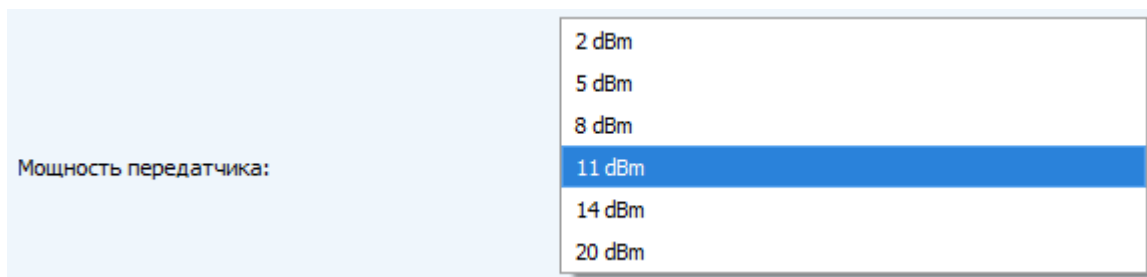 Мощность передатчика:
2 dBm
5 dBm
8 dBm
11 dBm
14 dBm
20 dBm